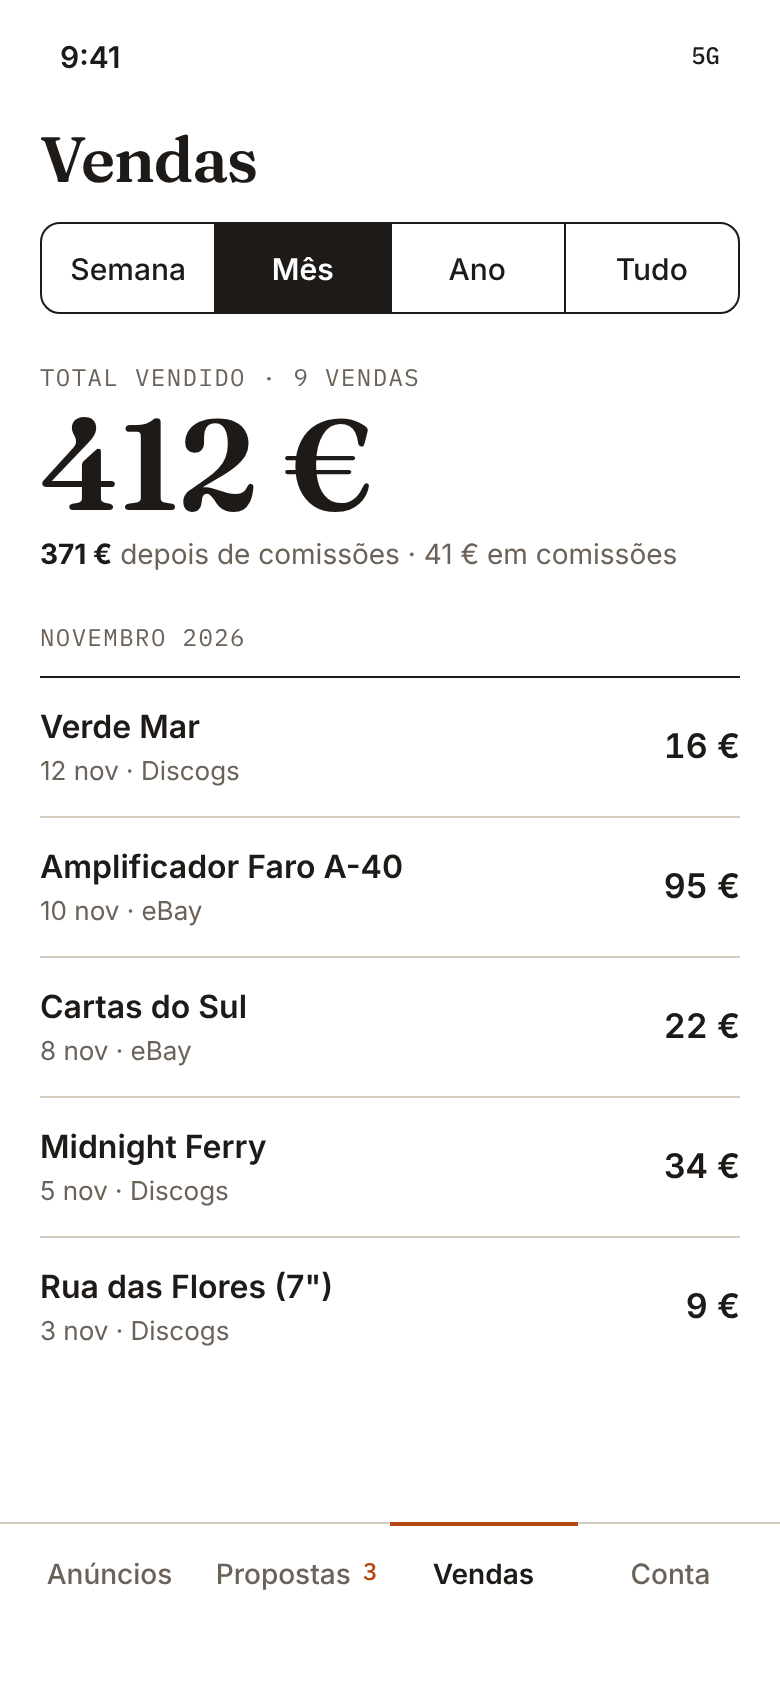 9:41 5G
Vendas
Semana Mês Ano Tudo
TOTAL VENDIDO · 9 VENDAS
412 €
371 € depois de comissões · 41 € em comissões
NOVEMBRO 2026
Verde Mar
12 nov · Discogs
16 €
Amplificador Faro A-40
10 nov · eBay
95 €
Cartas do Sul
8 nov · eBay
22 €
Midnight Ferry
5 nov · Discogs
34 €
Rua das Flores (7")
3 nov · Discogs
9 €
Anúncios Propostas 3 Vendas Conta